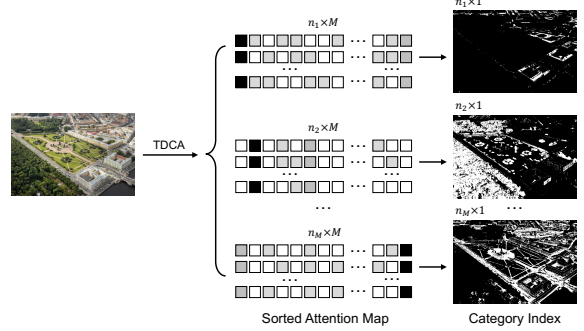 n₁×M
n₁×1
...
...
TDCA
n₂×M
n₂×1
...
...
...
...
n_M×M
n_M×1
...
...
Sorted Attention Map
Category Index